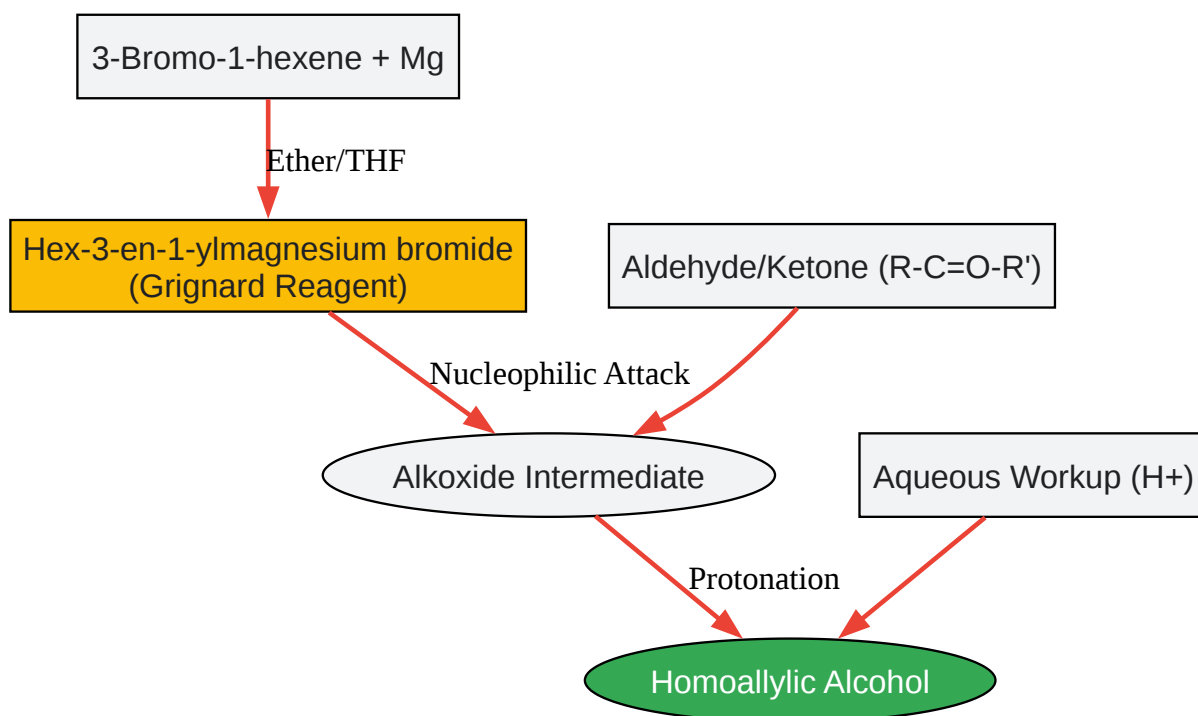 3-Bromo-1-hexene + Mg
Ether/THF
Hex-3-en-1-ylmagnesium bromide
(Grignard Reagent)
Aldehyde/Ketone (R-C=O-R')
Nucleophilic Attack
Alkoxide Intermediate
Aqueous Workup (H+)
Protonation
Homoallylic Alcohol